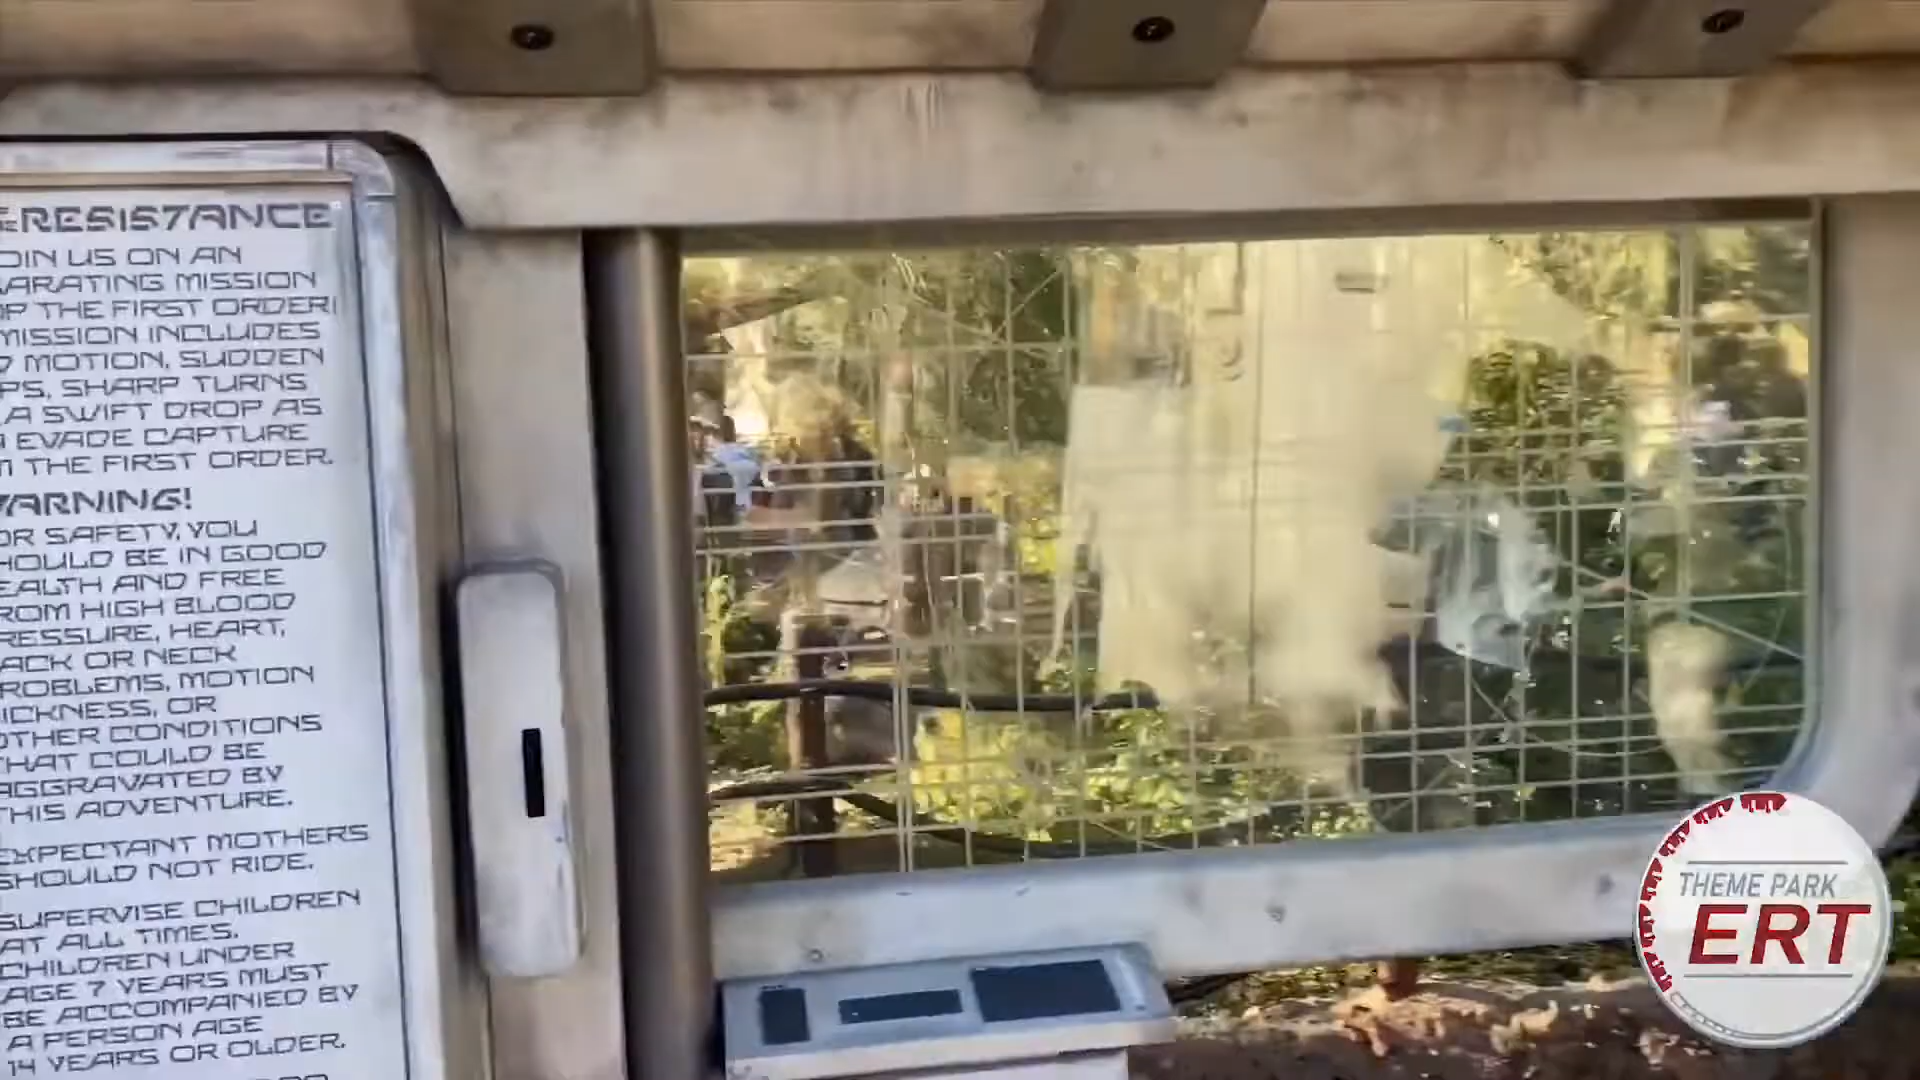 RESISTANCE
OIN US ON AN
ARATING MISSION
OP THE FIRST ORDER!
MISSION INCLUDES
MOTION, SUDDEN
PS, SHARP TURNS
A SWIFT DROP AS
EVADE CAPTURE
THE FIRST ORDER.
ARNING!
OR SAFETY, YOU
HOULD BE IN GOOD
EALTH AND FREE
ROM HIGH BLOOD
RESSURE, HEART,
ACK OR NECK
ROBLEMS, MOTION
ICKNESS, OR
OTHER CONDITIONS
THAT COULD BE
AGGRAVATED BY
THIS ADVENTURE.
EXPECTANT MOTHERS
SHOULD NOT RIDE.
SUPERVISE CHILDREN
AT ALL TIMES.
CHILDREN UNDER
AGE 7 YEARS MUST
BE ACCOMPANIED BY
A PERSON AGE
14 YEARS OR OLDER.
THEME PARK
ERT